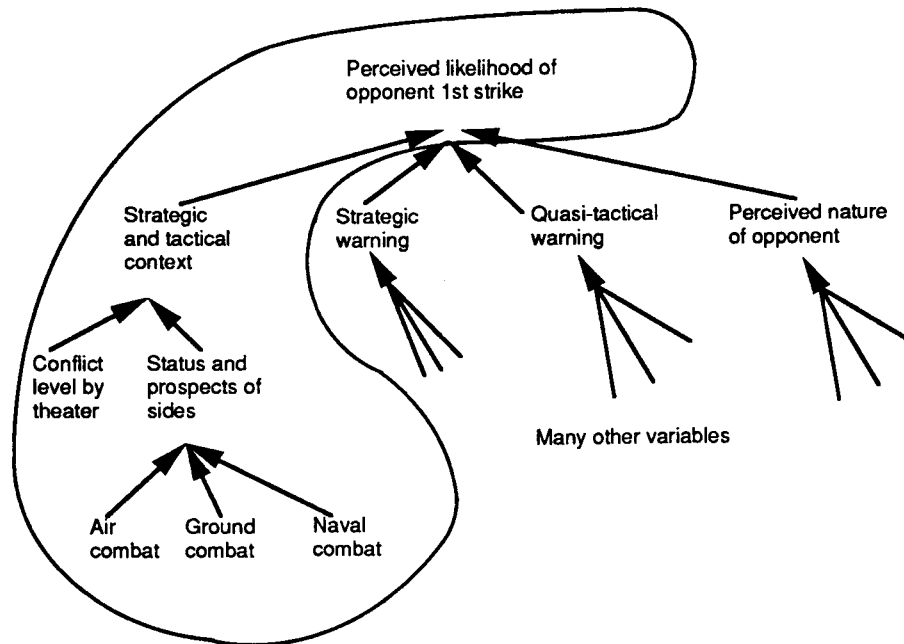 Perceived likelihood of
opponent 1st strike
Strategic
and tactical
context
Strategic
warning
Quasi-tactical
warning
Perceived nature
of opponent
Conflict
level by
theater
Status and
prospects of
sides
Many other variables
Air
combat
Ground
combat
Naval
combat